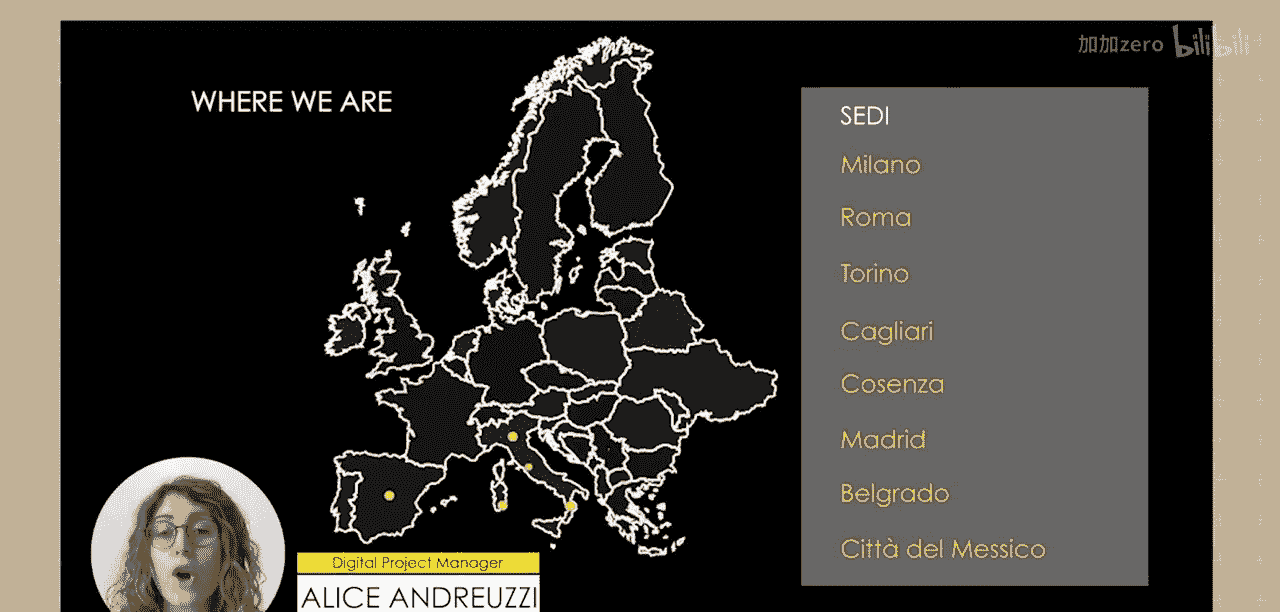 加加zero bilibili
WHERE WE ARE
SEDI
Milano
Roma
Torino
Cagliari
Cosenza
Madrid
Belgrado
Città del Messico
Digital Project Manager
ALICE ANDREUZZI